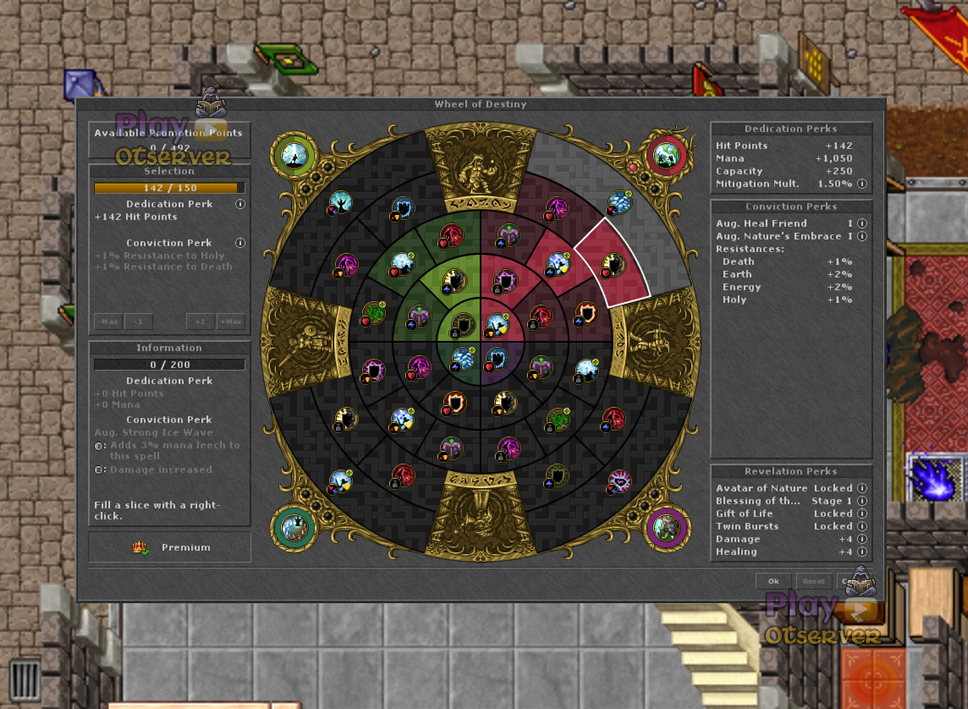 Wheel of Destiny
Play
Otserver
Available Promotion Points
0 / 492
Selection
142 / 150
Dedication Perk
+142 Hit Points
Conviction Perk
+1% Resistance to Holy
+1% Resistance to Death
-Max -1 +1 +Max
Information
0 / 200
Dedication Perk
+0 Hit Points
+0 Mana
Conviction Perk
Aug. Strong Ice Wave
Adds 3% mana leech to
this spell
Damage increased
Fill a slice with a right-
click.
Premium
Dedication Perks
Hit Points +142
Mana +1,050
Capacity +250
Mitigation Mult. 1.50%
Conviction Perks
Aug. Heal Friend I
Aug. Nature's Embrace I
Resistances:
Death +1%
Earth +2%
Energy +2%
Holy +1%
Revelation Perks
Avatar of Nature Locked
Blessing of th... Stage 1
Gift of Life Locked
Twin Bursts Locked
Damage +4
Healing +4
Ok Reset
Play
Otserver